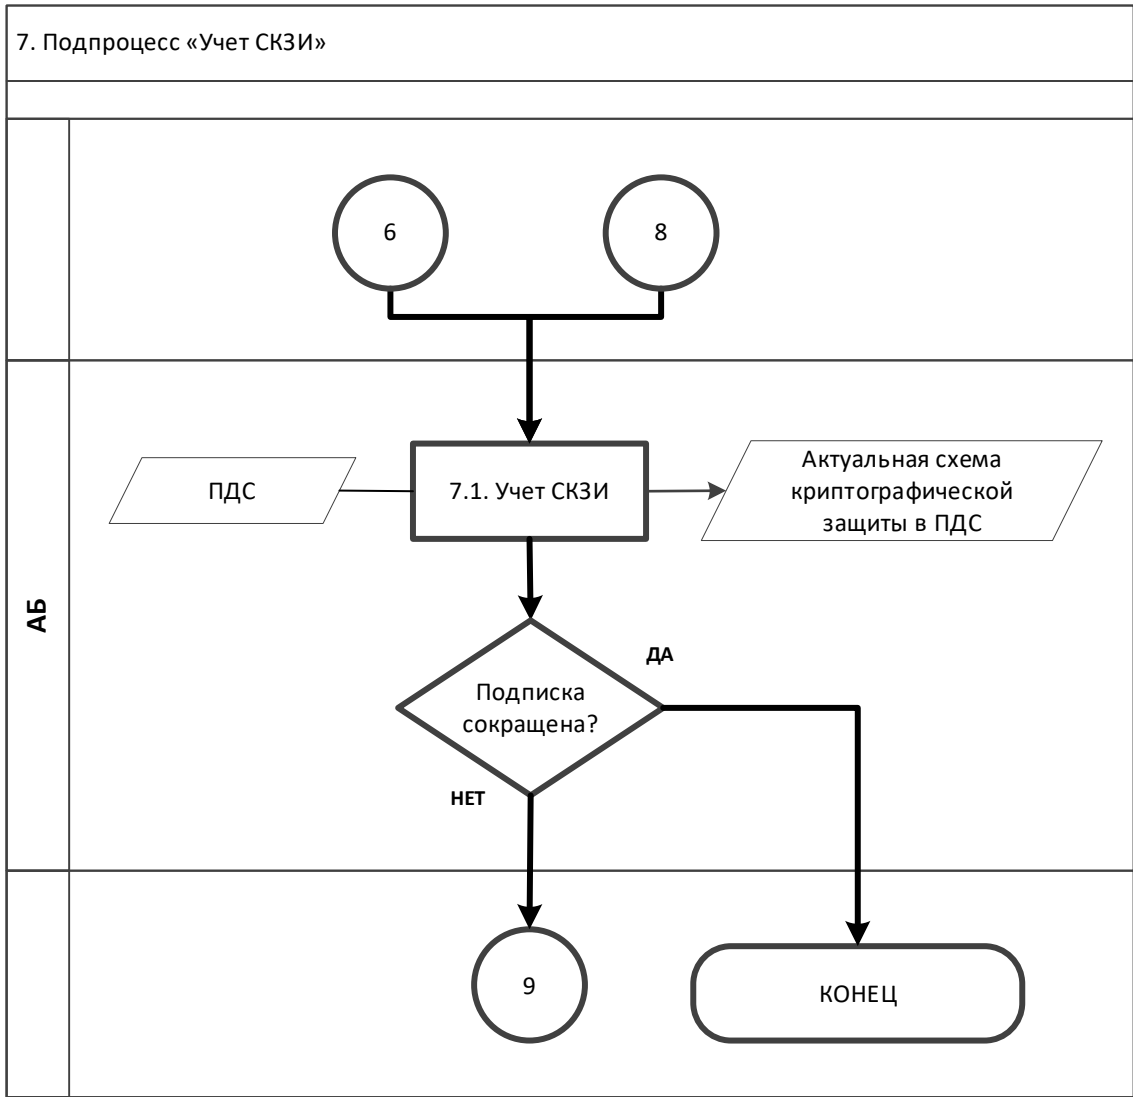 7. Подпроцесс «Учет СКЗИ»
6
8
ПДС
7.1. Учет СКЗИ
Актуальная схема
криптографической
защиты в ПДС
АБ
ДА
Подписка
сокращена?
НЕТ
9
КОНЕЦ